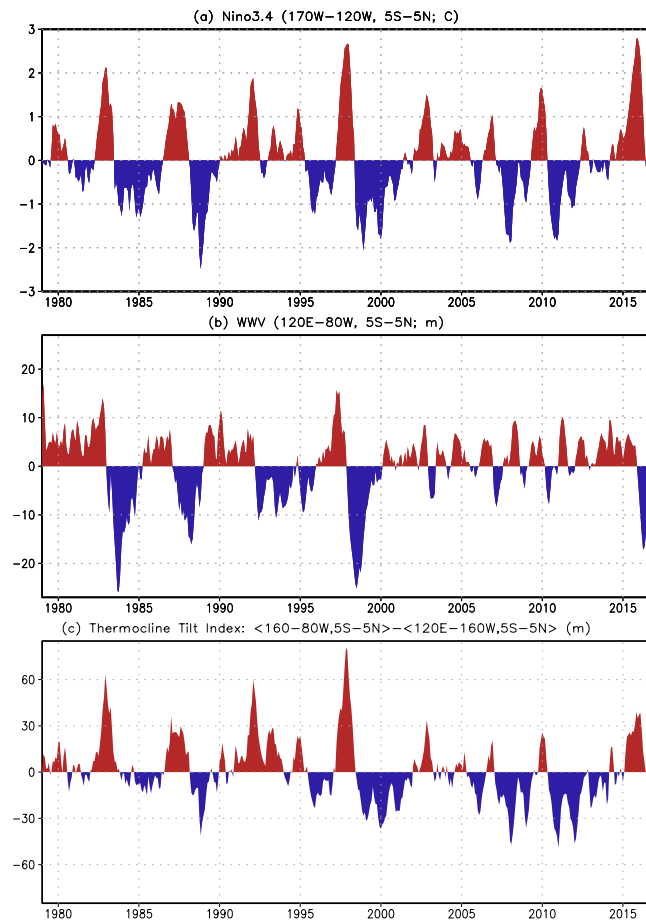 (a) Nino3.4 (170W-120W, 5S-5N; C)
3
2
1
0
-1
-2
-3
1980 1985 1990 1995 2000 2005 2010 2015
(b) WWV (120E-80W, 5S-5N; m)
20
10
0
-10
-20
1980 1985 1990 1995 2000 2005 2010 2015
(c) Thermocline Tilt Index: <160-80W,5S-5N>-<120E-160W,5S-5N> (m)
60
30
0
-30
-60
1980 1985 1990 1995 2000 2005 2010 2015